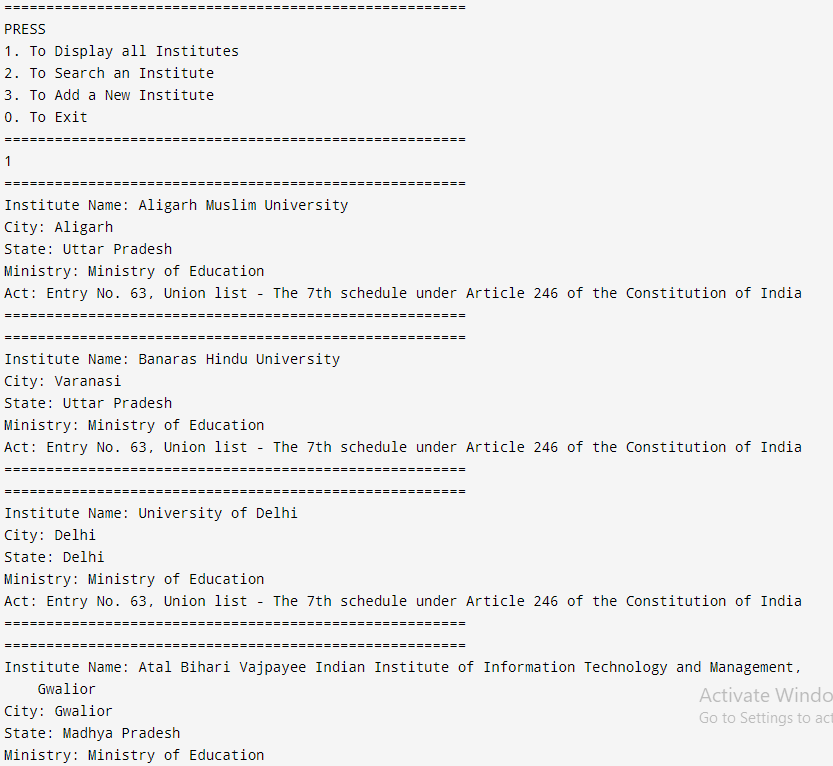 =======================================================
PRESS
1. To Display all Institutes
2. To Search an Institute
3. To Add a New Institute
0. To Exit
=======================================================
1
=======================================================
Institute Name: Aligarh Muslim University
City: Aligarh
State: Uttar Pradesh
Ministry: Ministry of Education
Act: Entry No. 63, Union list - The 7th schedule under Article 246 of the Constitution of India
=======================================================
=======================================================
Institute Name: Banaras Hindu University
City: Varanasi
State: Uttar Pradesh
Ministry: Ministry of Education
Act: Entry No. 63, Union list - The 7th schedule under Article 246 of the Constitution of India
=======================================================
=======================================================
Institute Name: University of Delhi
City: Delhi
State: Delhi
Ministry: Ministry of Education
Act: Entry No. 63, Union list - The 7th schedule under Article 246 of the Constitution of India
=======================================================
=======================================================
Institute Name: Atal Bihari Vajpayee Indian Institute of Information Technology and Management,
    Gwalior
City: Gwalior
State: Madhya Pradesh
Ministry: Ministry of Education
Activate Windo
Go to Settings to act